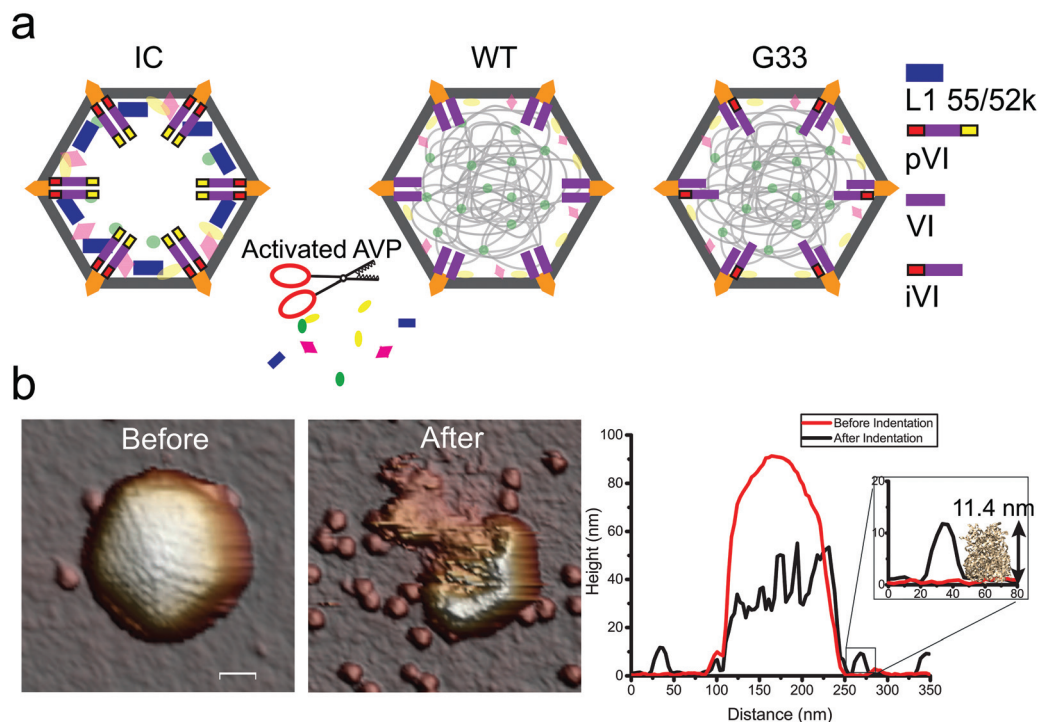 a
IC
WT
G33
L1 55/52k
pVI
VI
iVI
Activated AVP
b
Before
After
Before Indentation
After Indentation
Height (nm)
100
80
60
40
20
0
0 50 100 150 200 250 300 350
Distance (nm)
20
10
0
0 20 40 60 80
11.4 nm